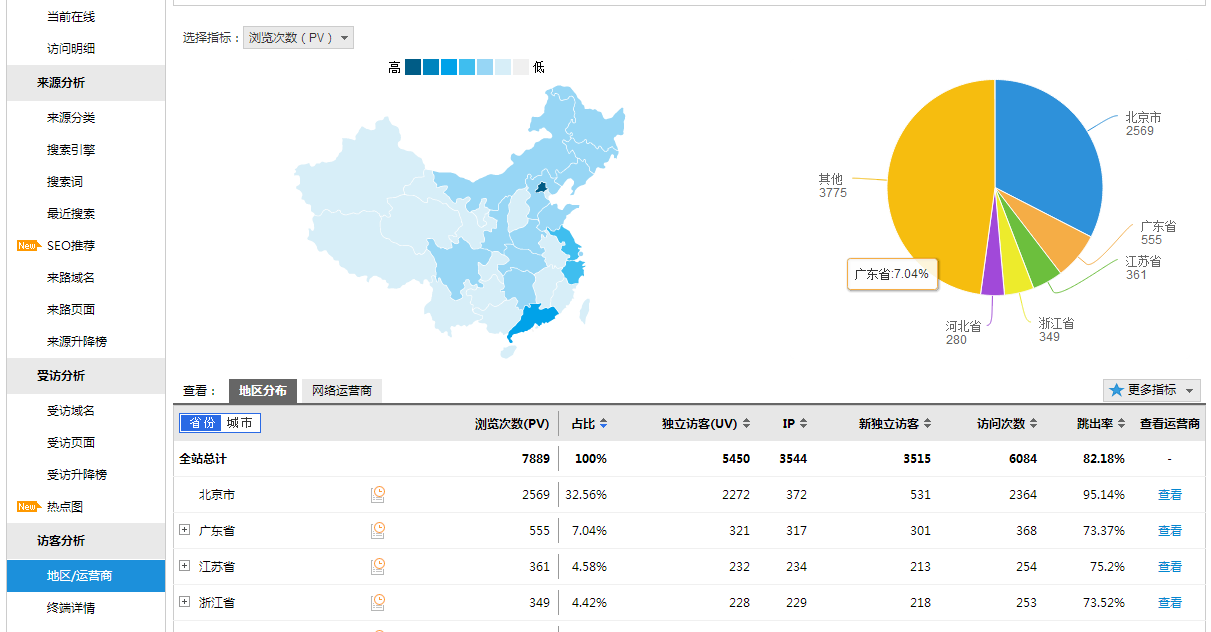 当前在线
访问明细
来源分析
来源分类
搜索引擎
搜索词
最近搜索
New SEO推荐
来路域名
来路页面
来源升降榜
受访分析
受访域名
受访页面
受访升降榜
New 热点图
访客分析
地区/运营商
终端详情
选择指标： 浏览次数（PV）
高 低
北京市
2569
广东省
555
江苏省
361
浙江省
349
河北省
280
其他
3775
广东省:7.04%
查看： 地区分布 网络运营商 更多指标
省份 城市 浏览次数(PV) 占比 独立访客(UV) IP 新独立访客 访问次数 跳出率 查看运营商
全站总计 7889 100% 5450 3544 3515 6084 82.18% -
北京市 2569 32.56% 2272 372 531 2364 95.14% 查看
广东省 555 7.04% 321 317 301 368 73.37% 查看
江苏省 361 4.58% 232 234 213 254 75.2% 查看
浙江省 349 4.42% 228 229 218 253 73.52% 查看